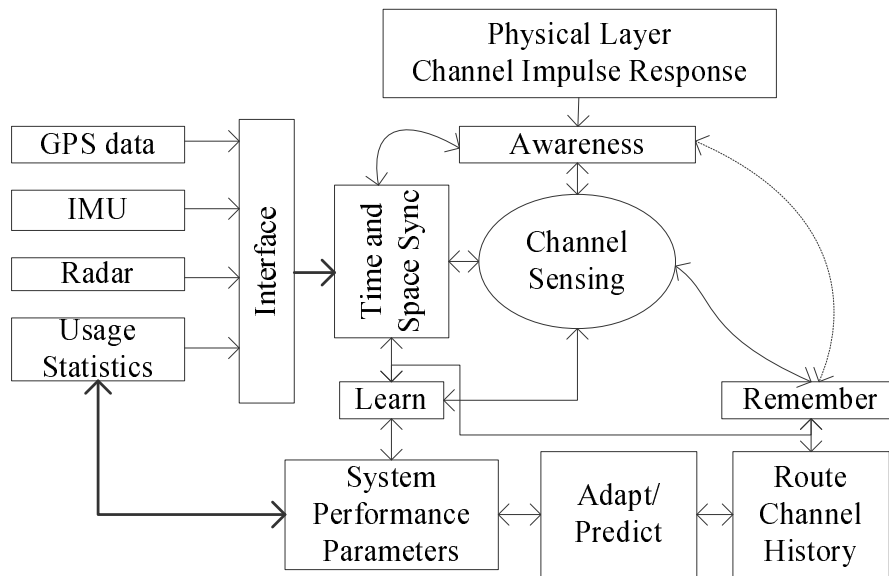 Physical Layer
Channel Impulse Response
GPS data
Awareness
IMU
Interface
Time and
Space Sync
Channel
Sensing
Radar
Usage
Statistics
Learn
Remember
System
Performance
Parameters
Adapt/
Predict
Route
Channel
History